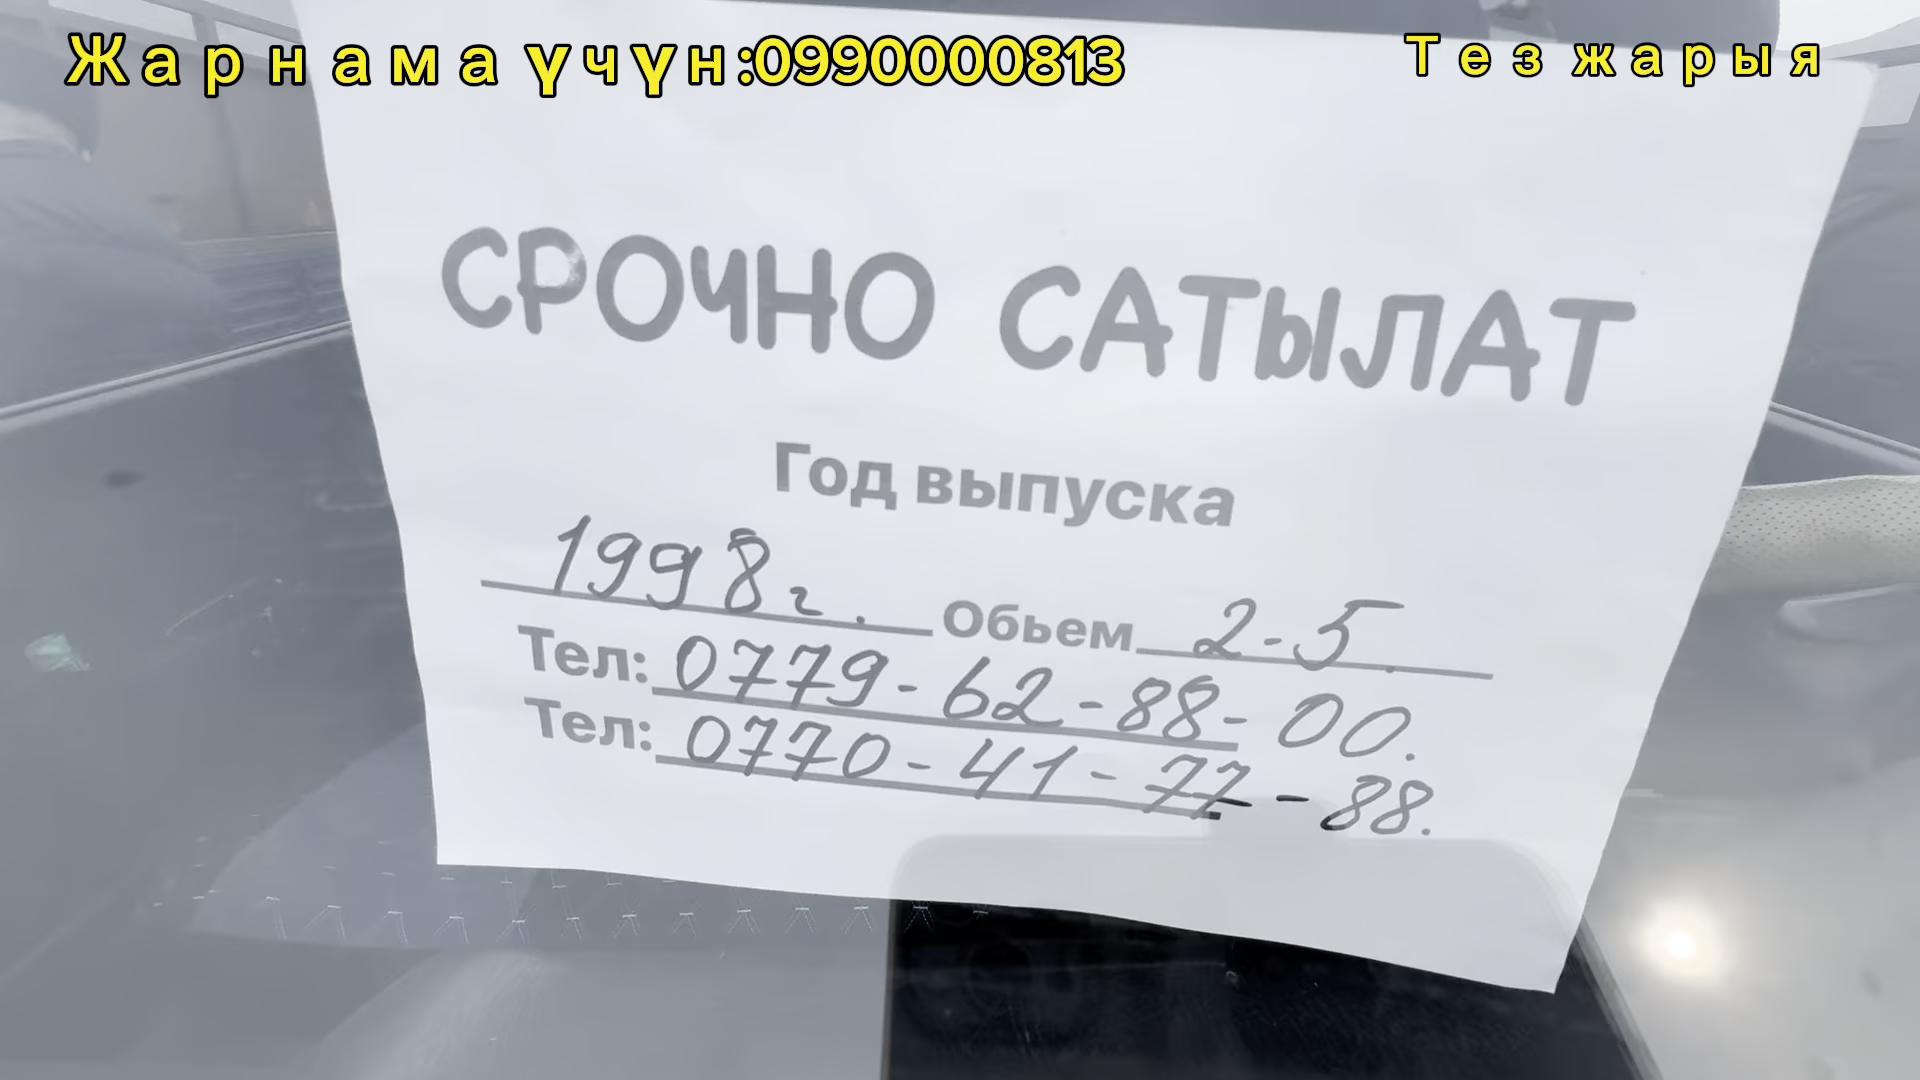 Жарнама үчүн:0990000813
Тез жарыя
СРОЧНО САТЫЛАТ
Год выпуска
1998г. Обьем 2-5.
Тел: 0779-62-88-00.
Тел: 0770-41-77-88.